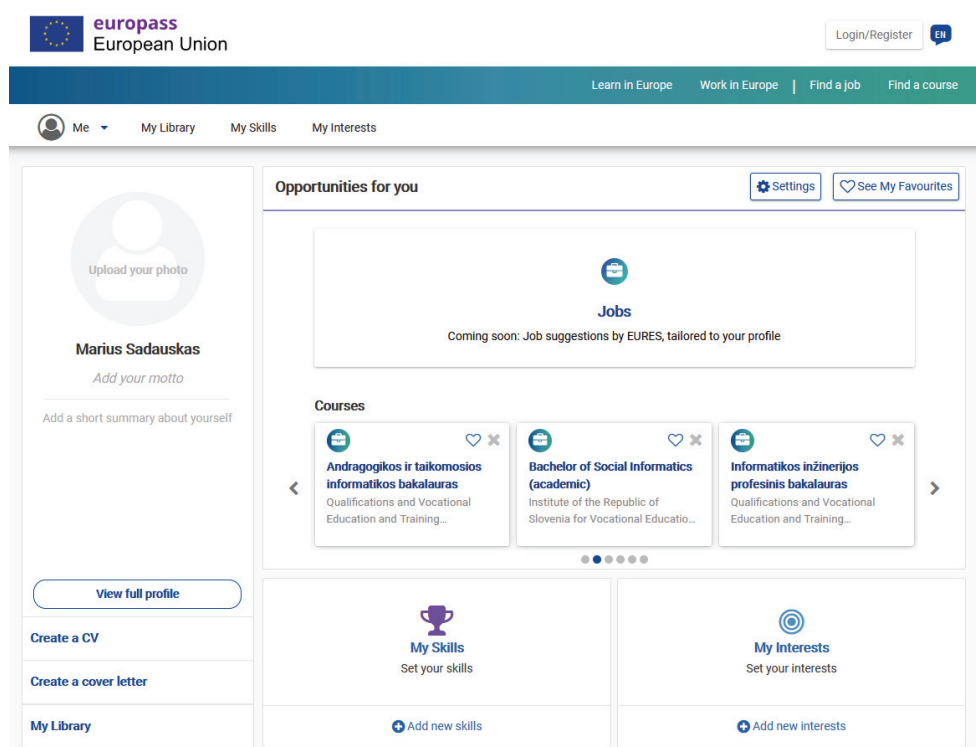 europass
European Union
Login/Register
EN
Learn in Europe Work in Europe | Find a job Find a course
Me My Library My Skills My Interests
Upload your photo
Marius Sadauskas
Add your motto
Add a short summary about yourself
View full profile
Create a CV
Create a cover letter
My Library
Opportunities for you
Settings
See My Favourites
Jobs
Coming soon: Job suggestions by EURES, tailored to your profile
Courses
Andragogikos ir taikomosios
informatikos bakalauras
Qualifications and Vocational
Education and Training...
Bachelor of Social Informatics
(academic)
Institute of the Republic of
Slovenia for Vocational Educatio...
Informatikos inžinerijos
profesinis bakalauras
Qualifications and Vocational
Education and Training...
My Skills
Set your skills
Add new skills
My Interests
Set your interests
Add new interests